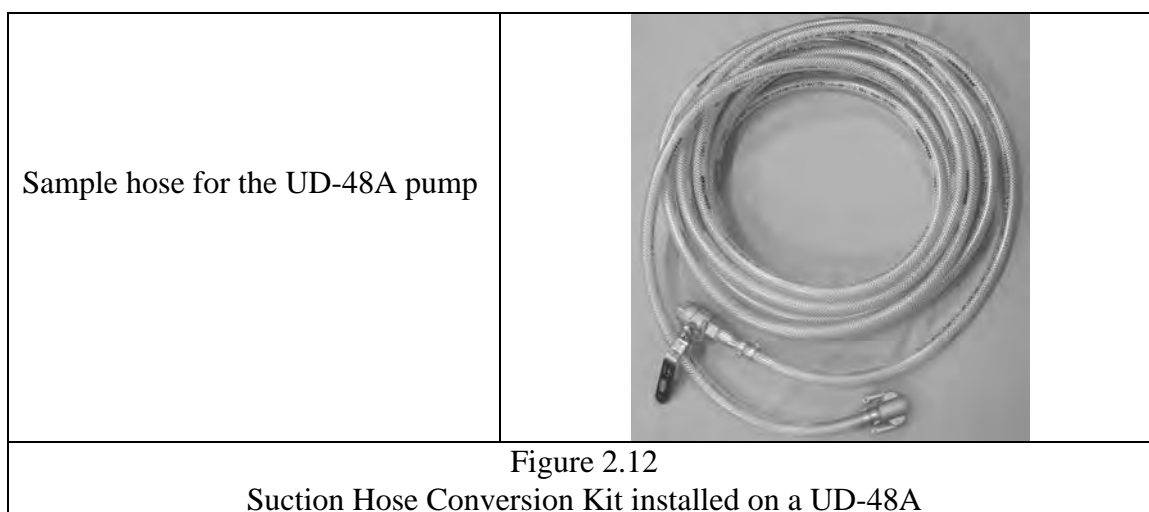 Sample hose for the UD-48A pump
Figure 2.12
Suction Hose Conversion Kit installed on a UD-48A